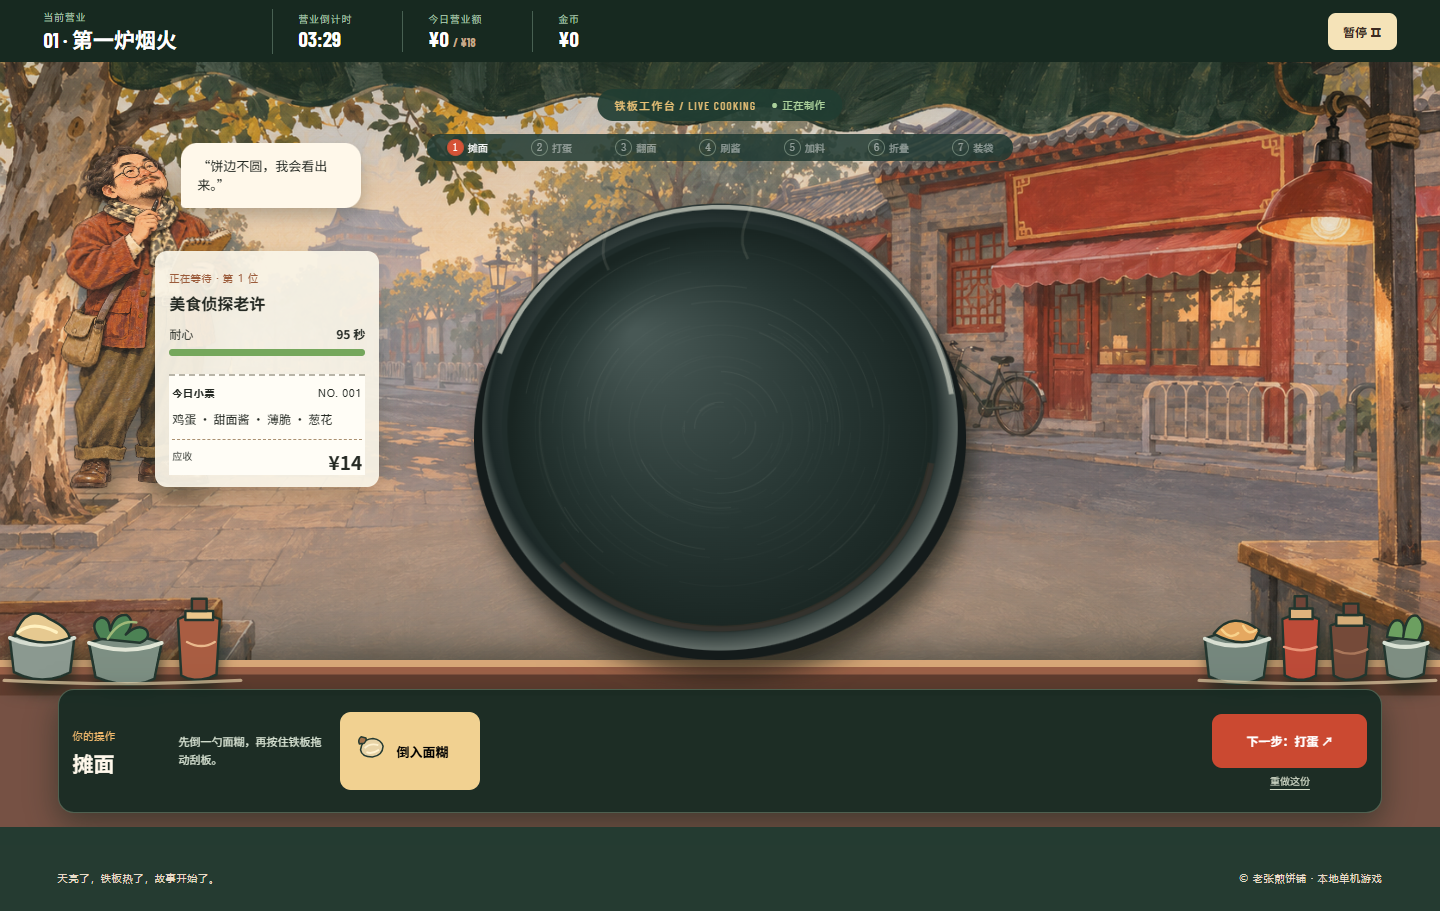 当前营业
01 · 第一炉烟火
营业倒计时
03:29
今日营业额
¥0 / ¥18
金币
¥0
暂停 Ⅱ
铁板工作台 / LIVE COOKING
正在制作
1 摊面
2 打蛋
3 翻面
4 刷酱
5 加料
6 折叠
7 装袋
“饼边不圆，我会看出
来。”
正在等待 · 第 1 位
美食侦探老许
耐心
95 秒
今日小票
NO. 001
鸡蛋 · 甜面酱 · 薄脆 · 葱花
应收
¥14
你的操作
摊面
先倒一勺面糊，再按住铁板拖
动刮板。
倒入面糊
下一步：打蛋 ↗
重做这份
天亮了，铁板热了，故事开始了。
© 老张煎饼铺 · 本地单机游戏